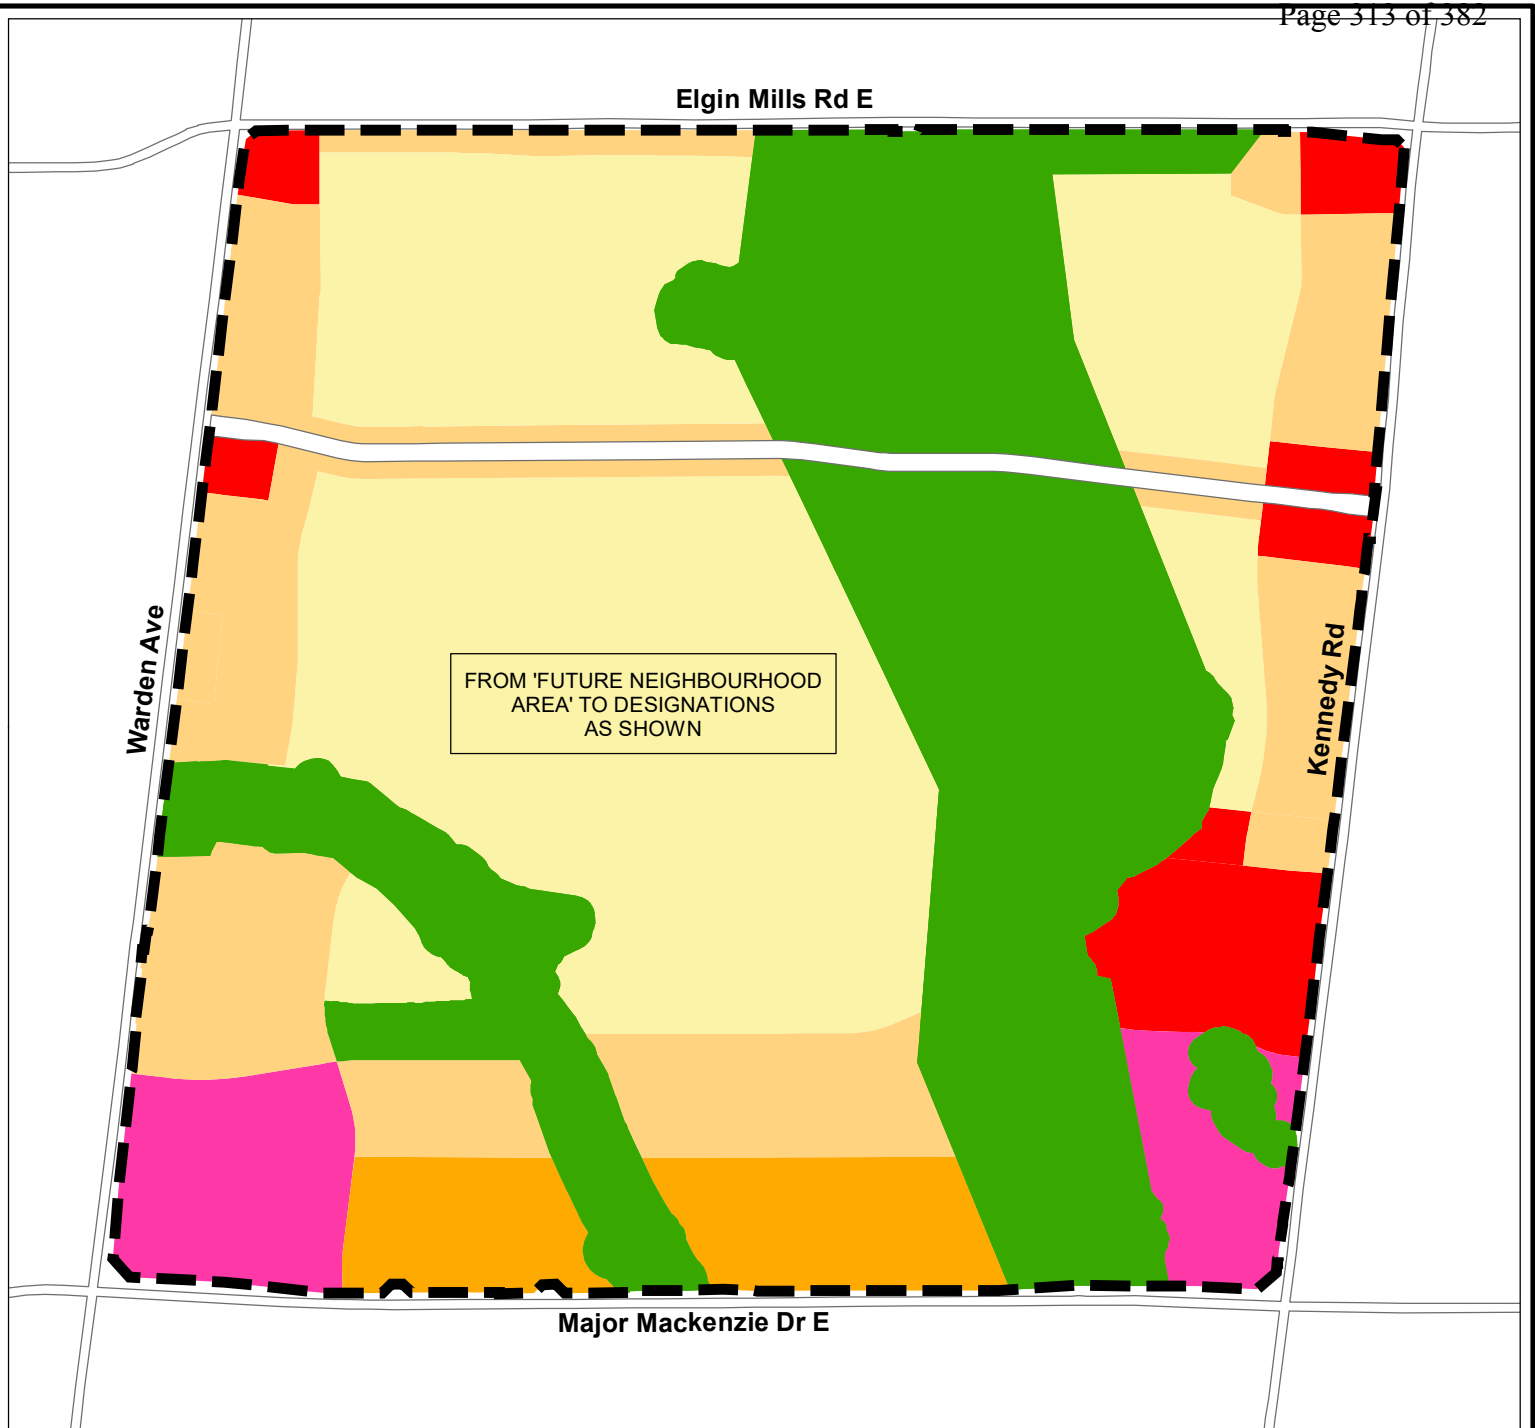 Page 313 of 382
Elgin Mills Rd E
Warden Ave
FROM 'FUTURE NEIGHBOURHOOD
AREA' TO DESIGNATIONS
AS SHOWN
Kennedy Rd
Major Mackenzie Dr E